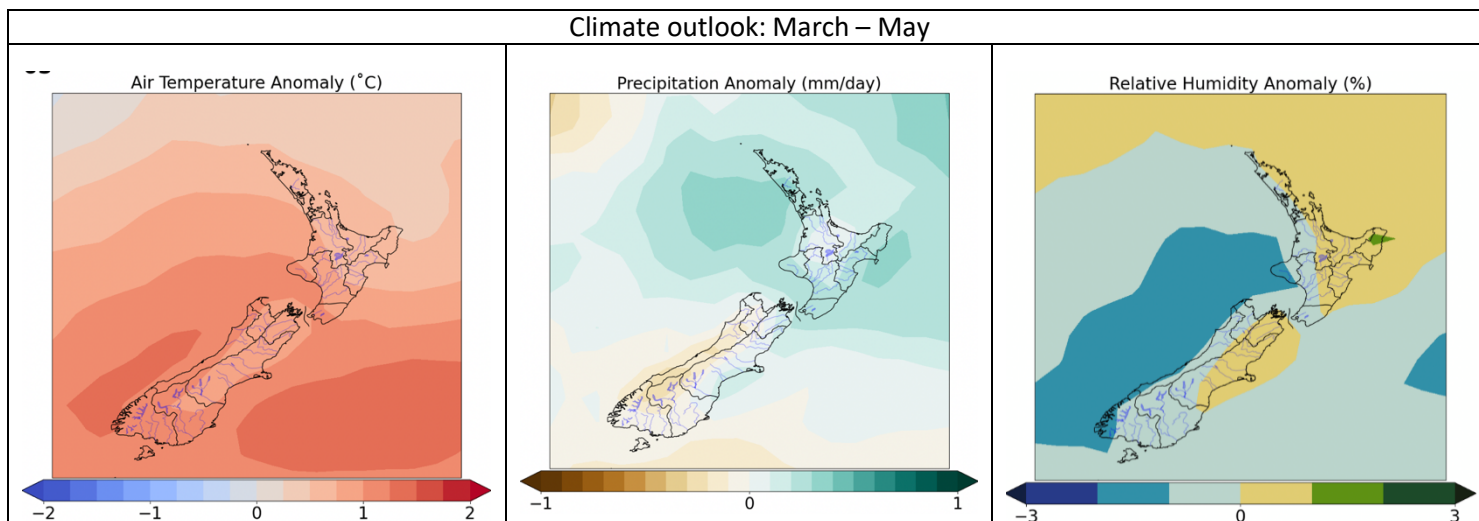 Climate outlook: March – May
Air Temperature Anomaly (˚C)
Precipitation Anomaly (mm/day)
Relative Humidity Anomaly (%)
−2 −1 0 1 2
−1 0 1
−3 0 3